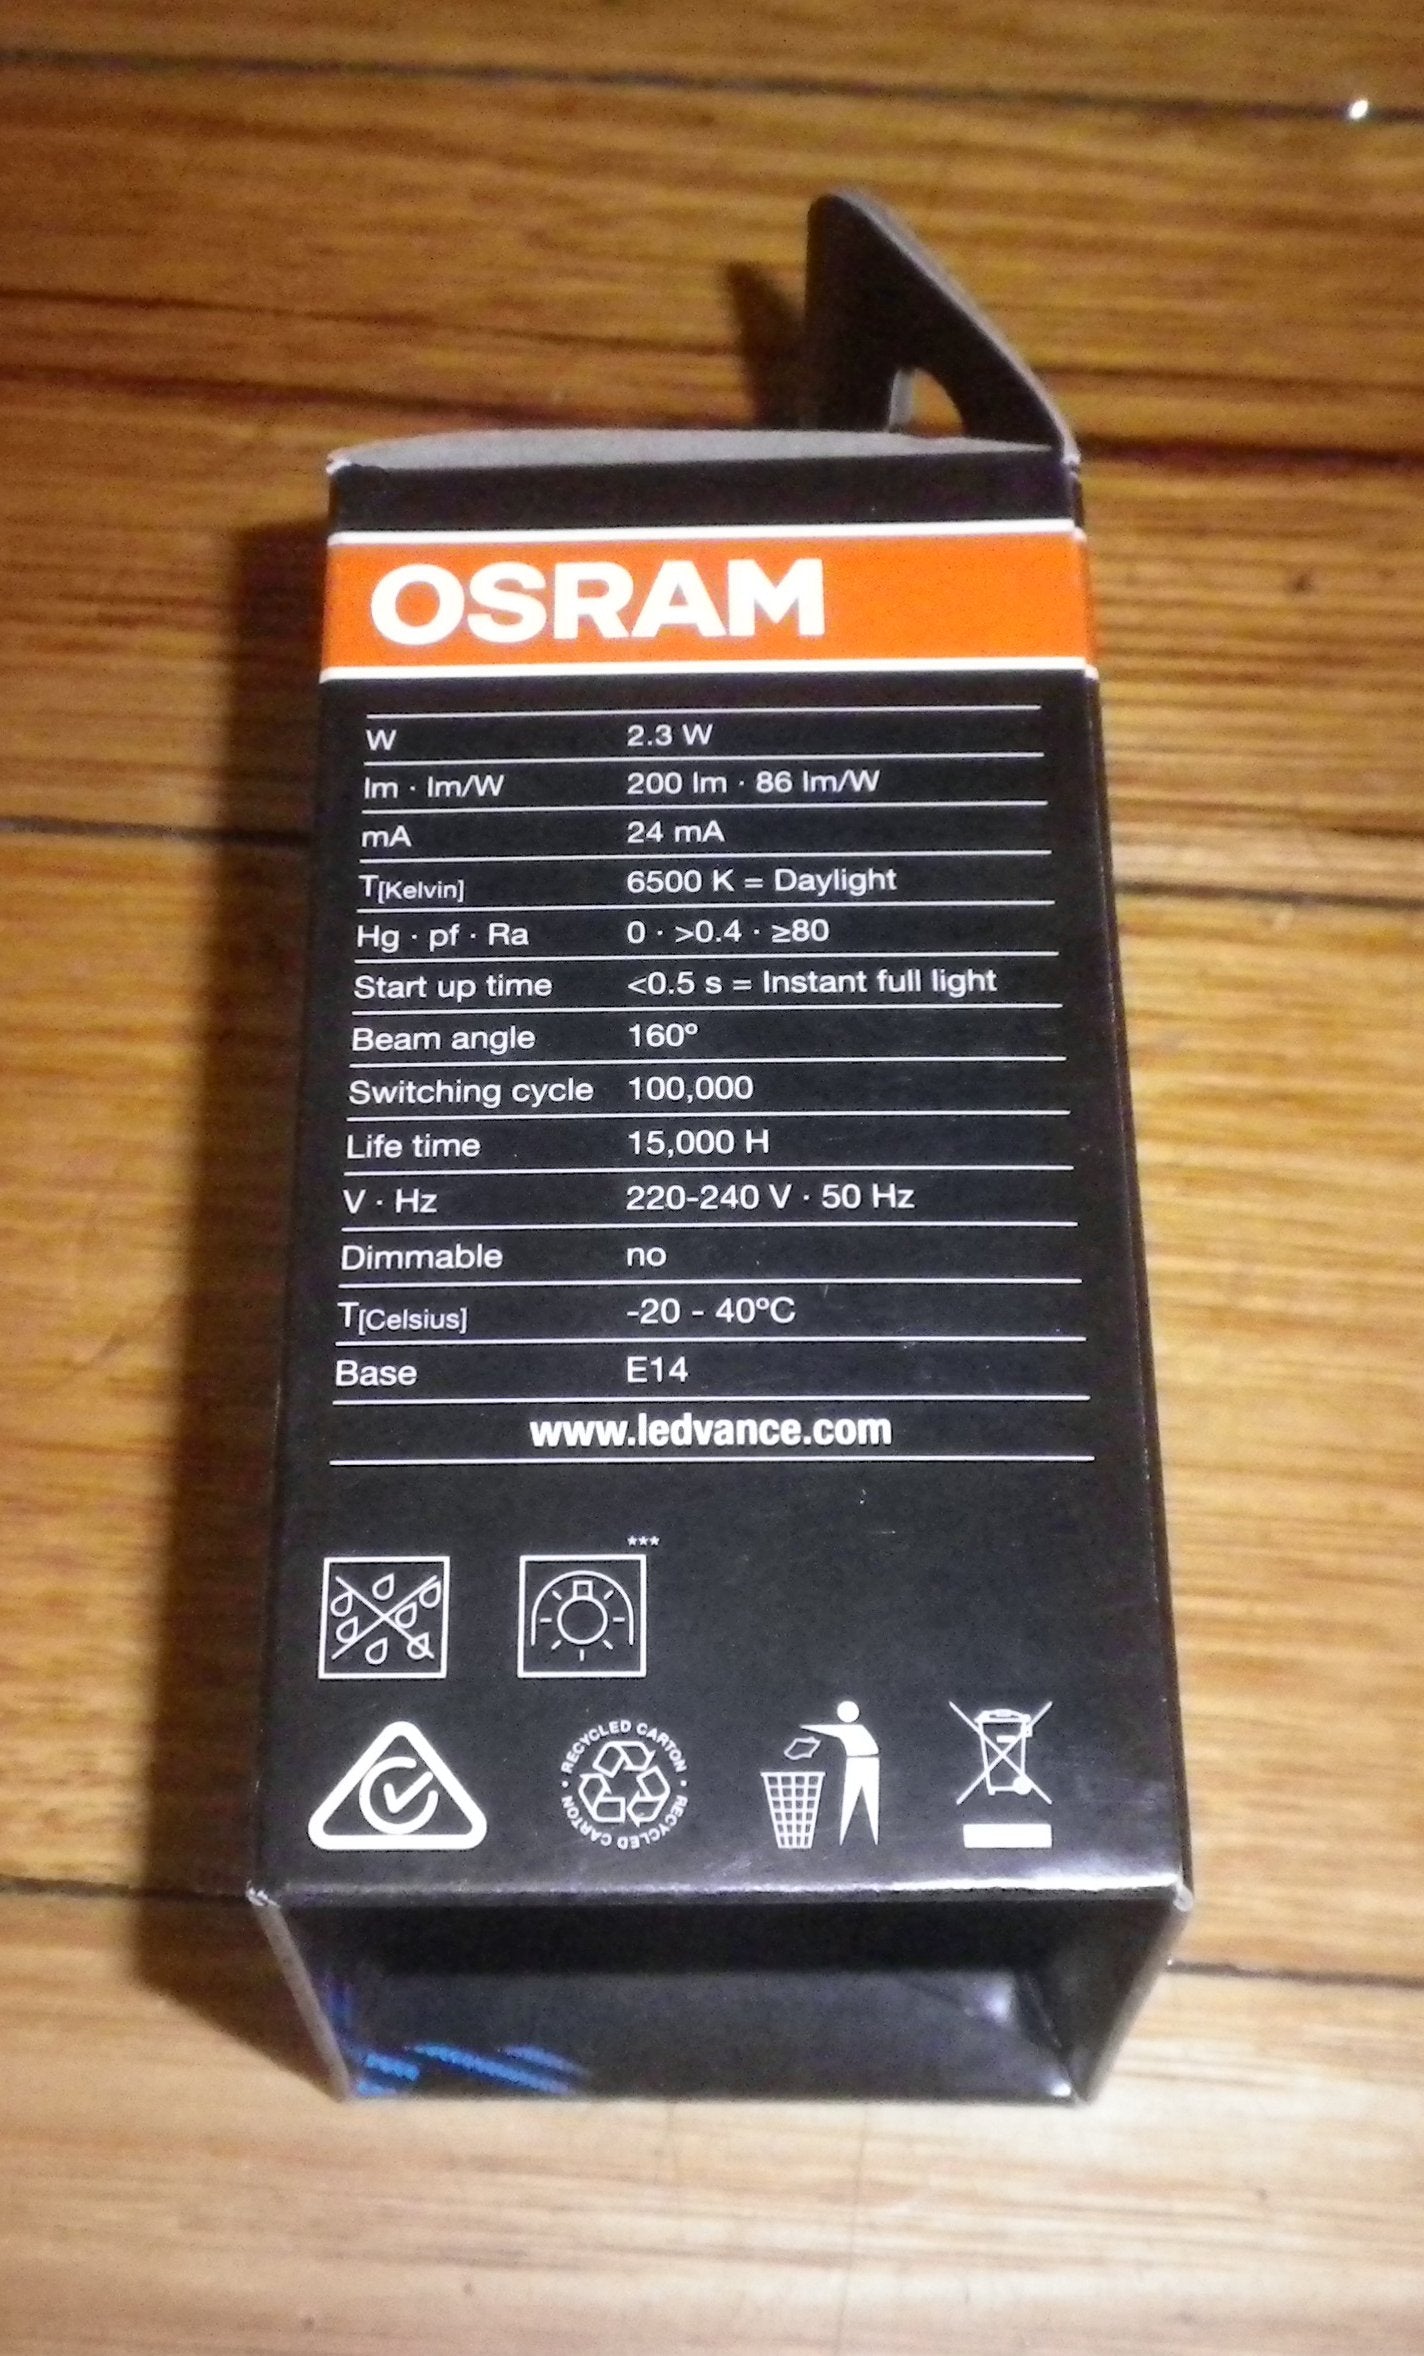 OSRAM
W 2.3 W
lm · lm/W 200 lm · 86 lm/W
mA 24 mA
T[Kelvin] 6500 K = Daylight
Hg · pf · Ra 0 · >0.4 · ≥80
Start up time <0.5 s = Instant full light
Beam angle 160º
Switching cycle 100,000
Life time 15,000 H
V · Hz 220-240 V · 50 Hz
Dimmable no
T[Celsius] -20 - 40ºC
Base E14
www.ledvance.com
***
RECYCLED CARTON · RECYCLED CARTON ·